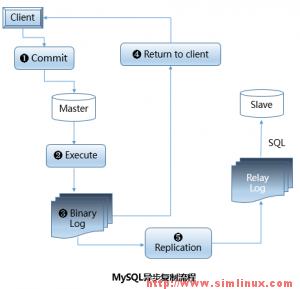 Client
❶ Commit
❹ Return to client
Master
Slave
❷ Execute
SQL
❸ Binary
Log
Relay
Log
❺
Replication
MySQL异步复制流程
http://www.simlinux.com